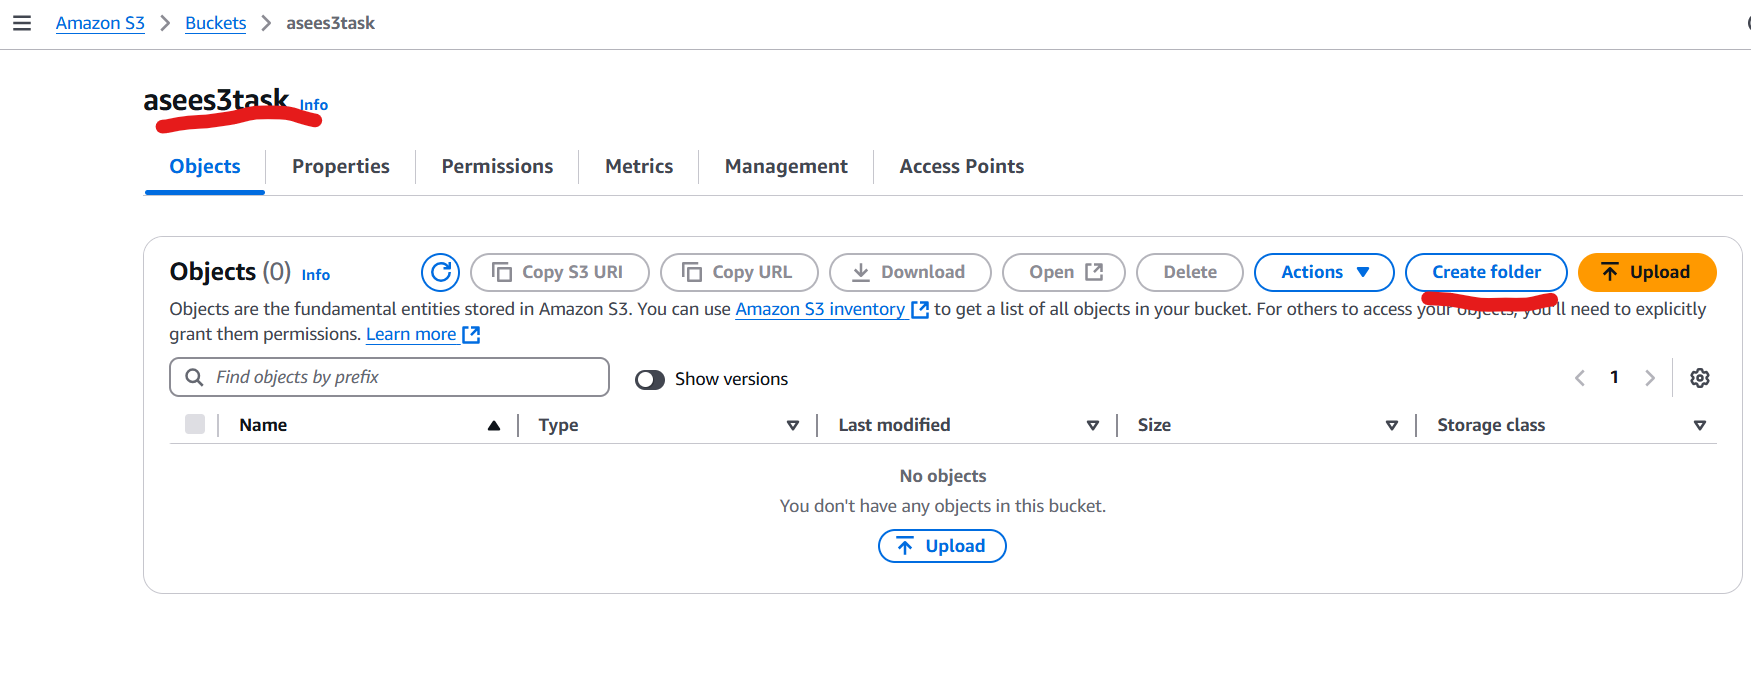 Amazon S3 > Buckets > asees3task
asees3task Info
Objects Properties Permissions Metrics Management Access Points
Objects (0) Info Copy S3 URI Copy URL Download Open Delete Actions Create folder Upload
Objects are the fundamental entities stored in Amazon S3. You can use Amazon S3 inventory to get a list of all objects in your bucket. For others to access your objects, you'll need to explicitly
grant them permissions. Learn more
Find objects by prefix Show versions 1
Name Type Last modified Size Storage class
No objects
You don't have any objects in this bucket.
Upload